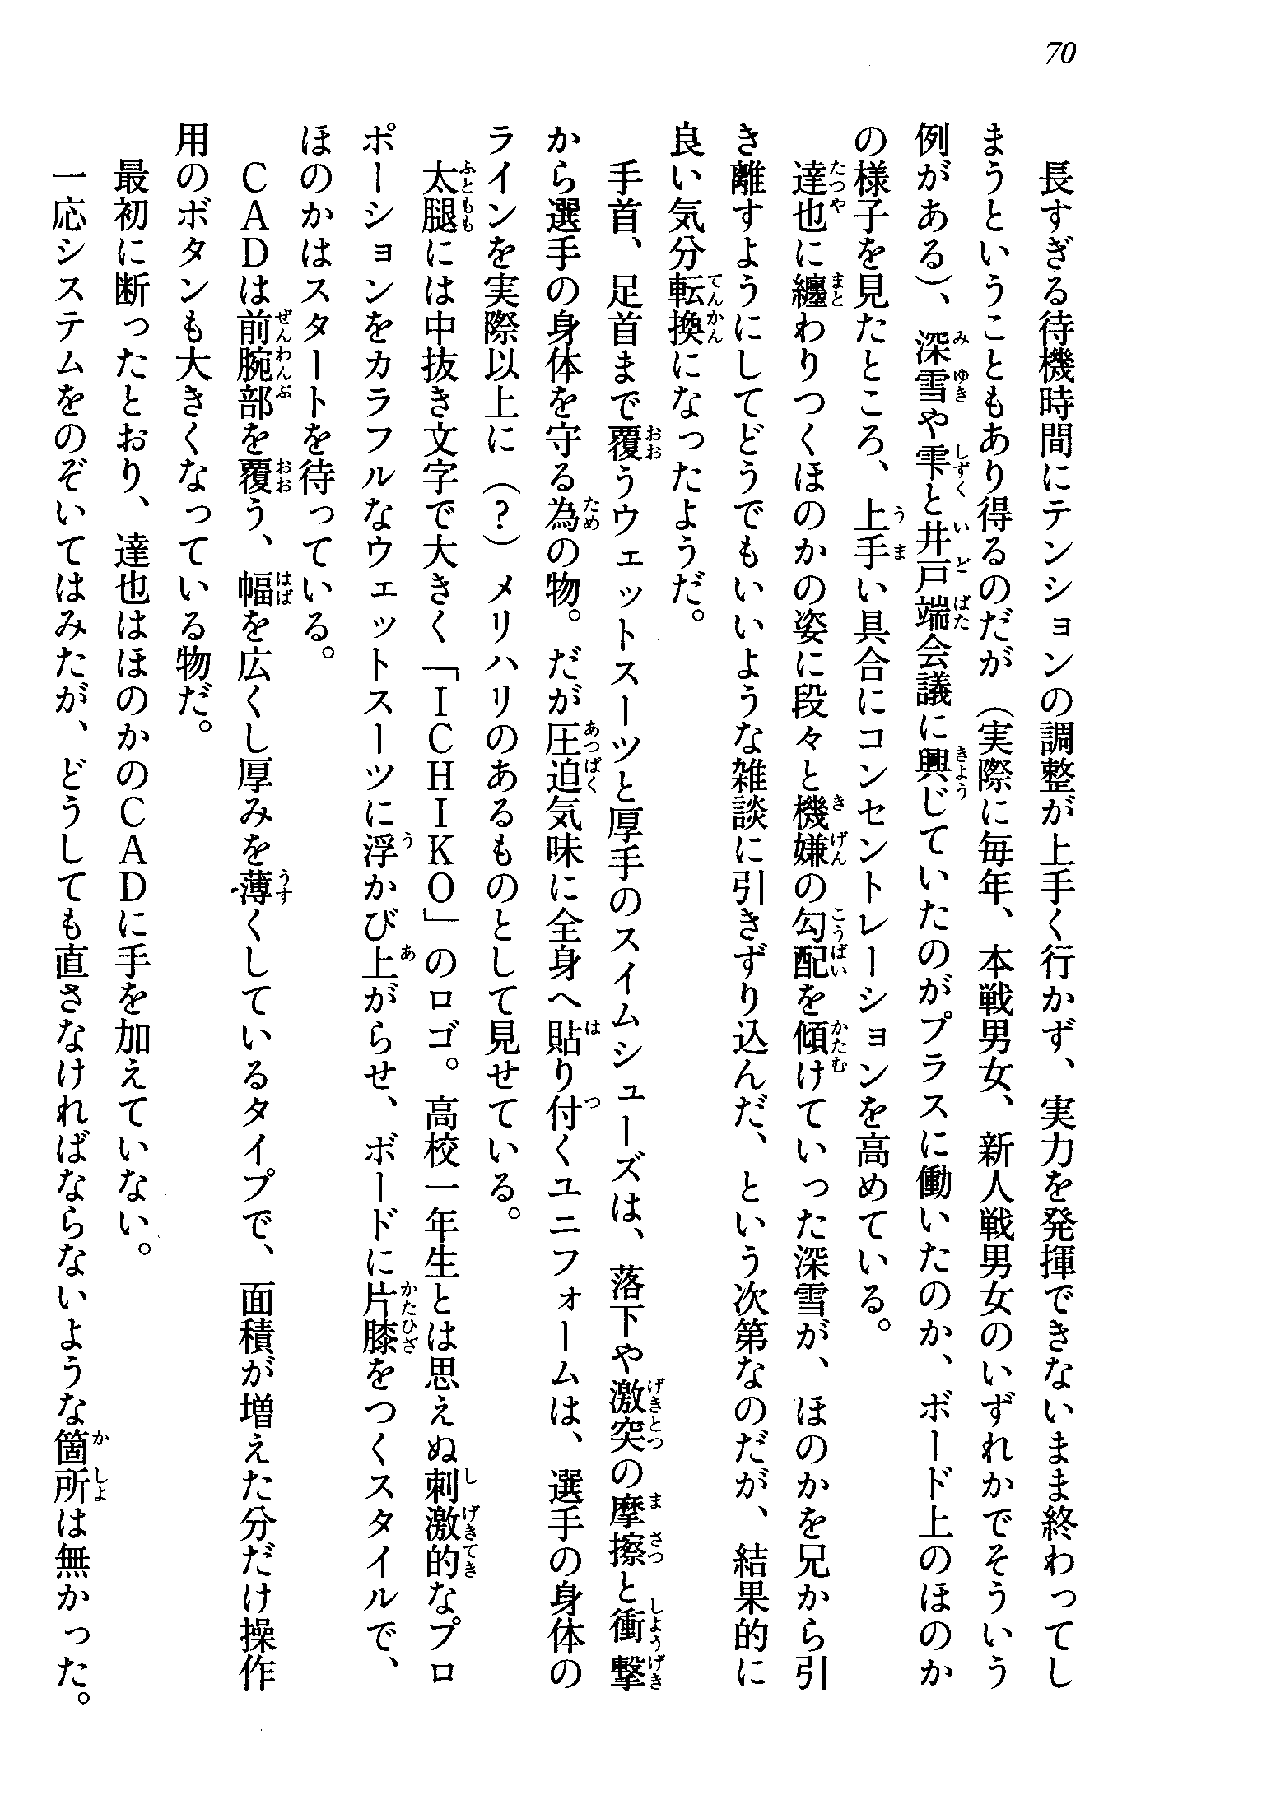 70
長すぎる待機時間にテンションの調整が上手く行かず、実力を発揮できないまま終わってし
まうということもあり得るのだが（実際に毎年、本戦男女、新人戦男女のいずれかでそういう
例がある）、深雪や雫と井戸端会議に興じていたのがプラスに働いたのか、ボード上のほのか
の様子を見たところ、上手い具合にコンセントレーションを高めている。
達也に纏わりつくほのかの姿に段々と機嫌の勾配を傾けていった深雪が、ほのかを兄から引
き離すようにしてどうでもいいような雑談に引きずり込んだ、という次第なのだが、結果的に
良い気分転換になったようだ。
手首、足首まで覆うウェットスーツと厚手のスイムシューズは、落下や激突の摩擦と衝撃
から選手の身体を守る為の物。だが圧迫気味に全身へ貼り付くユニフォームは、選手の身体の
ラインを実際以上に（？）メリハリのあるものとして見せている。
太腿には中抜き文字で大きく「ＩＣＨＩＫＯ」のロゴ。高校一年生とは思えぬ刺激的なプロ
ポーションをカラフルなウェットスーツに浮かび上がらせ、ボードに片膝をつくスタイルで、
ほのかはスタートを待っている。
ＣＡＤは前腕部を覆う、幅を広くし厚みを薄くしているタイプで、面積が増えた分だけ操作
用のボタンも大きくなっている物だ。
最初に断ったとおり、達也はほのかのＣＡＤに手を加えていない。
一応システムをのぞいてはみたが、どうしても直さなければならないような箇所は無かった。